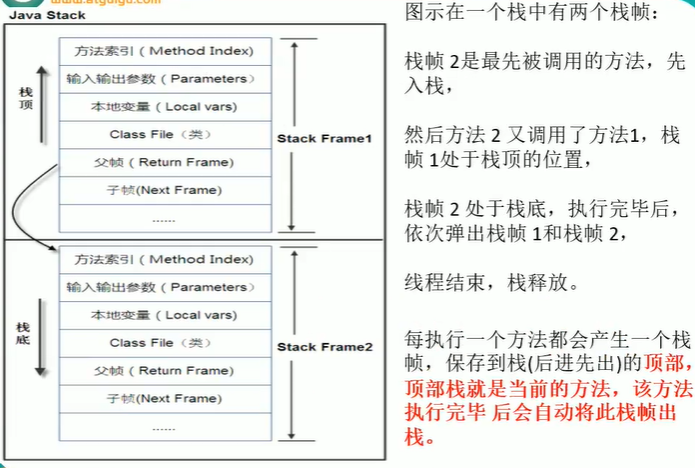 www.atguigu.com
Java Stack
方法索引 ( Method Index)
输入输出参数 ( Parameters )
本地变量 ( Local vars)
Class File（类）
父帧 ( Return Frame)
子帧(Next Frame)
......
栈顶
Stack Frame1
方法索引 ( Method Index)
输入输出参数 ( Parameters )
本地变量 ( Local vars)
Class File（类）
父帧 ( Return Frame)
子帧(Next Frame)
......
栈底
Stack Frame2
图示在一个栈中有两个栈帧：
栈帧 2是最先被调用的方法，先
入栈，
然后方法 2 又调用了方法1，栈
帧 1处于栈顶的位置，
栈帧 2 处于栈底，执行完毕后，
依次弹出栈帧 1和栈帧 2，
线程结束，栈释放。
每执行一个方法都会产生一个栈
帧，保存到栈(后进先出)的顶部，
顶部栈就是当前的方法，该方法
执行完毕 后会自动将此栈帧出
栈。